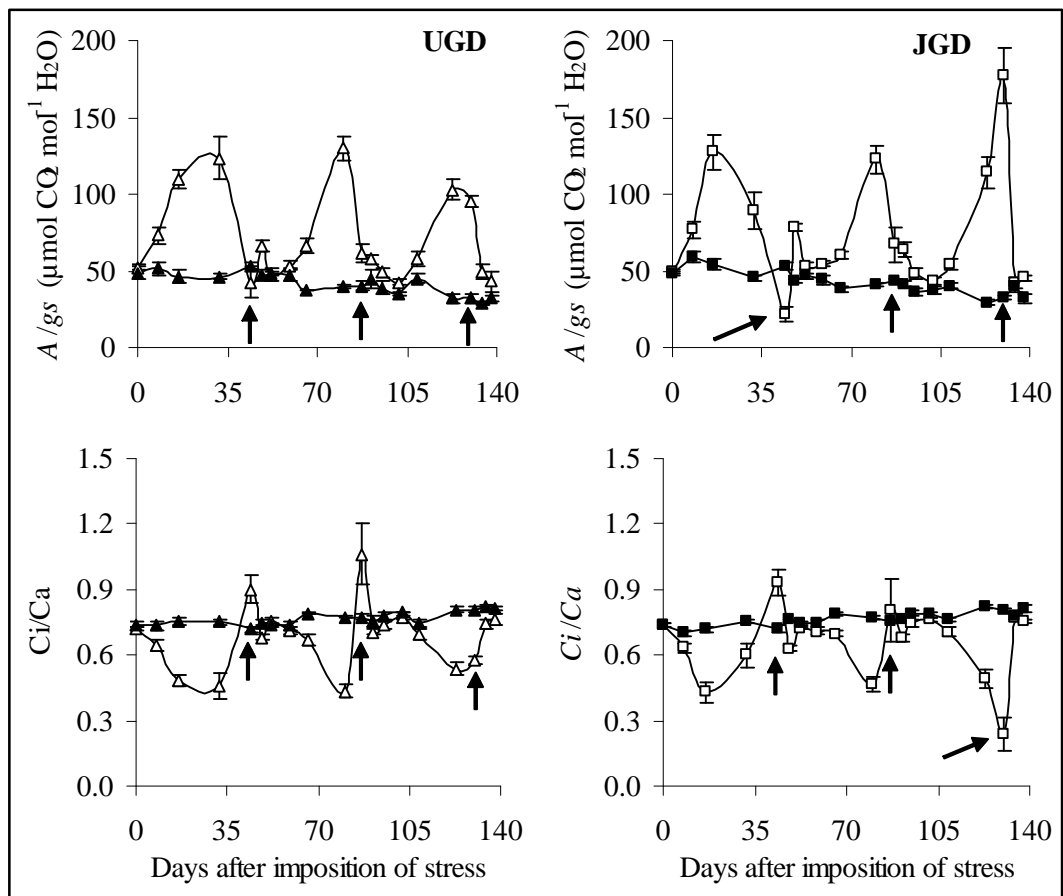 UGD
JGD
A/gs (µmol CO2 mol-1 H2O)
200
150
100
50
0
0 35 70 105 140
A/gs (µmol CO2 mol-1 H2O)
200
150
100
50
0
0 35 70 105 140
Ci/Ca
1.5
1.2
0.9
0.6
0.3
0.0
0 35 70 105 140
Days after imposition of stress
Ci/Ca
1.5
1.2
0.9
0.6
0.3
0.0
0 35 70 105 140
Days after imposition of stress